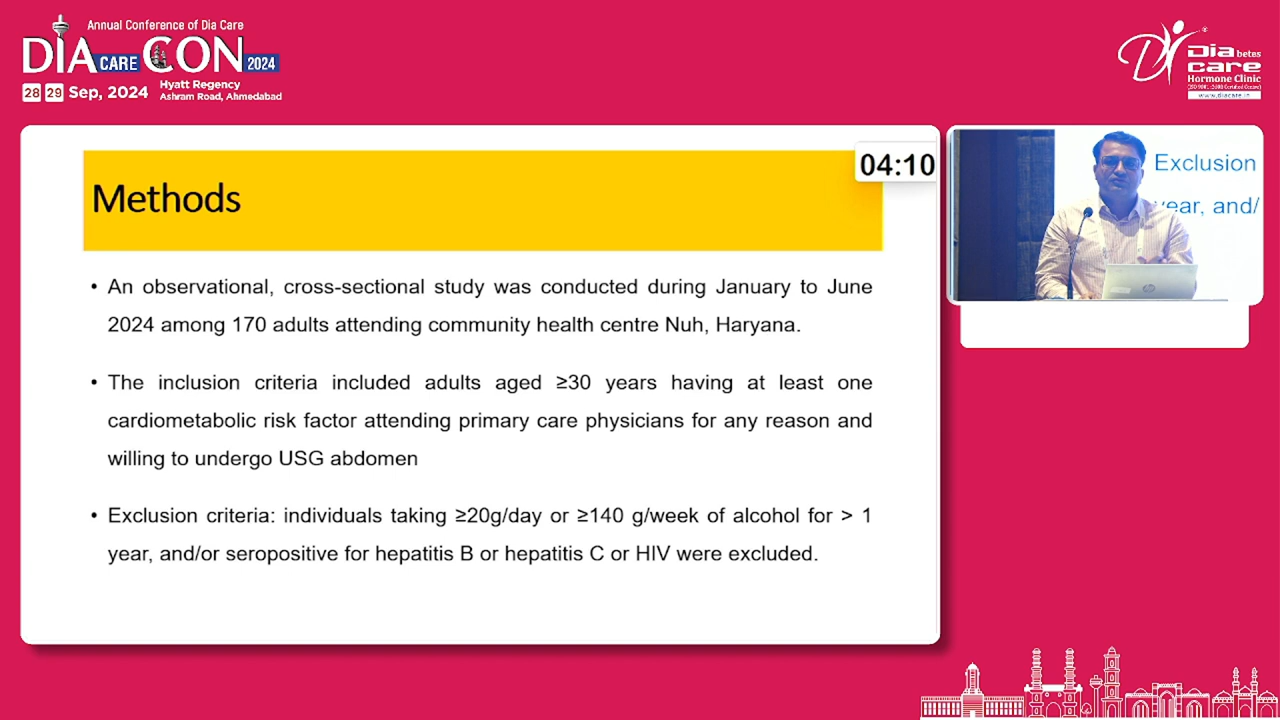 Annual Conference of Dia Care
DIA CARE CON 2024
28 29 Sep, 2024
Hyatt Regency
Ashram Road, Ahmedabad
Diabetes
care
Hormone Clinic
www.diacare.in
04:10
Methods
• An observational, cross-sectional study was conducted during January to June
2024 among 170 adults attending community health centre Nuh, Haryana.
• The inclusion criteria included adults aged ≥30 years having at least one
cardiometabolic risk factor attending primary care physicians for any reason and
willing to undergo USG abdomen
• Exclusion criteria: individuals taking ≥20g/day or ≥140 g/week of alcohol for > 1
year, and/or seropositive for hepatitis B or hepatitis C or HIV were excluded.
Exclusion
year, and/